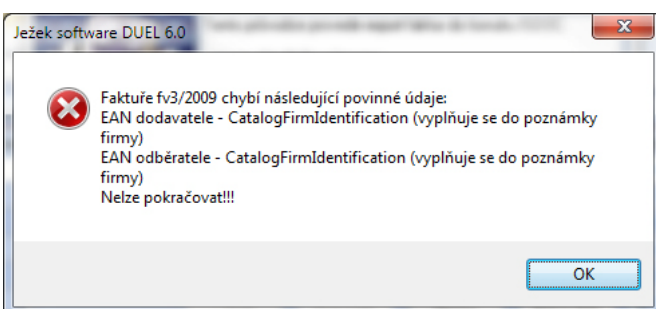 Ježek software DUEL 6.0
Faktuře fv3/2009 chybí následující povinné údaje:
EAN dodavatele - CatalogFirmIdentification (vyplňuje se do poznámky
firmy)
EAN odběratele - CatalogFirmIdentification (vyplňuje se do poznámky
firmy)
Nelze pokračovat!!!
OK